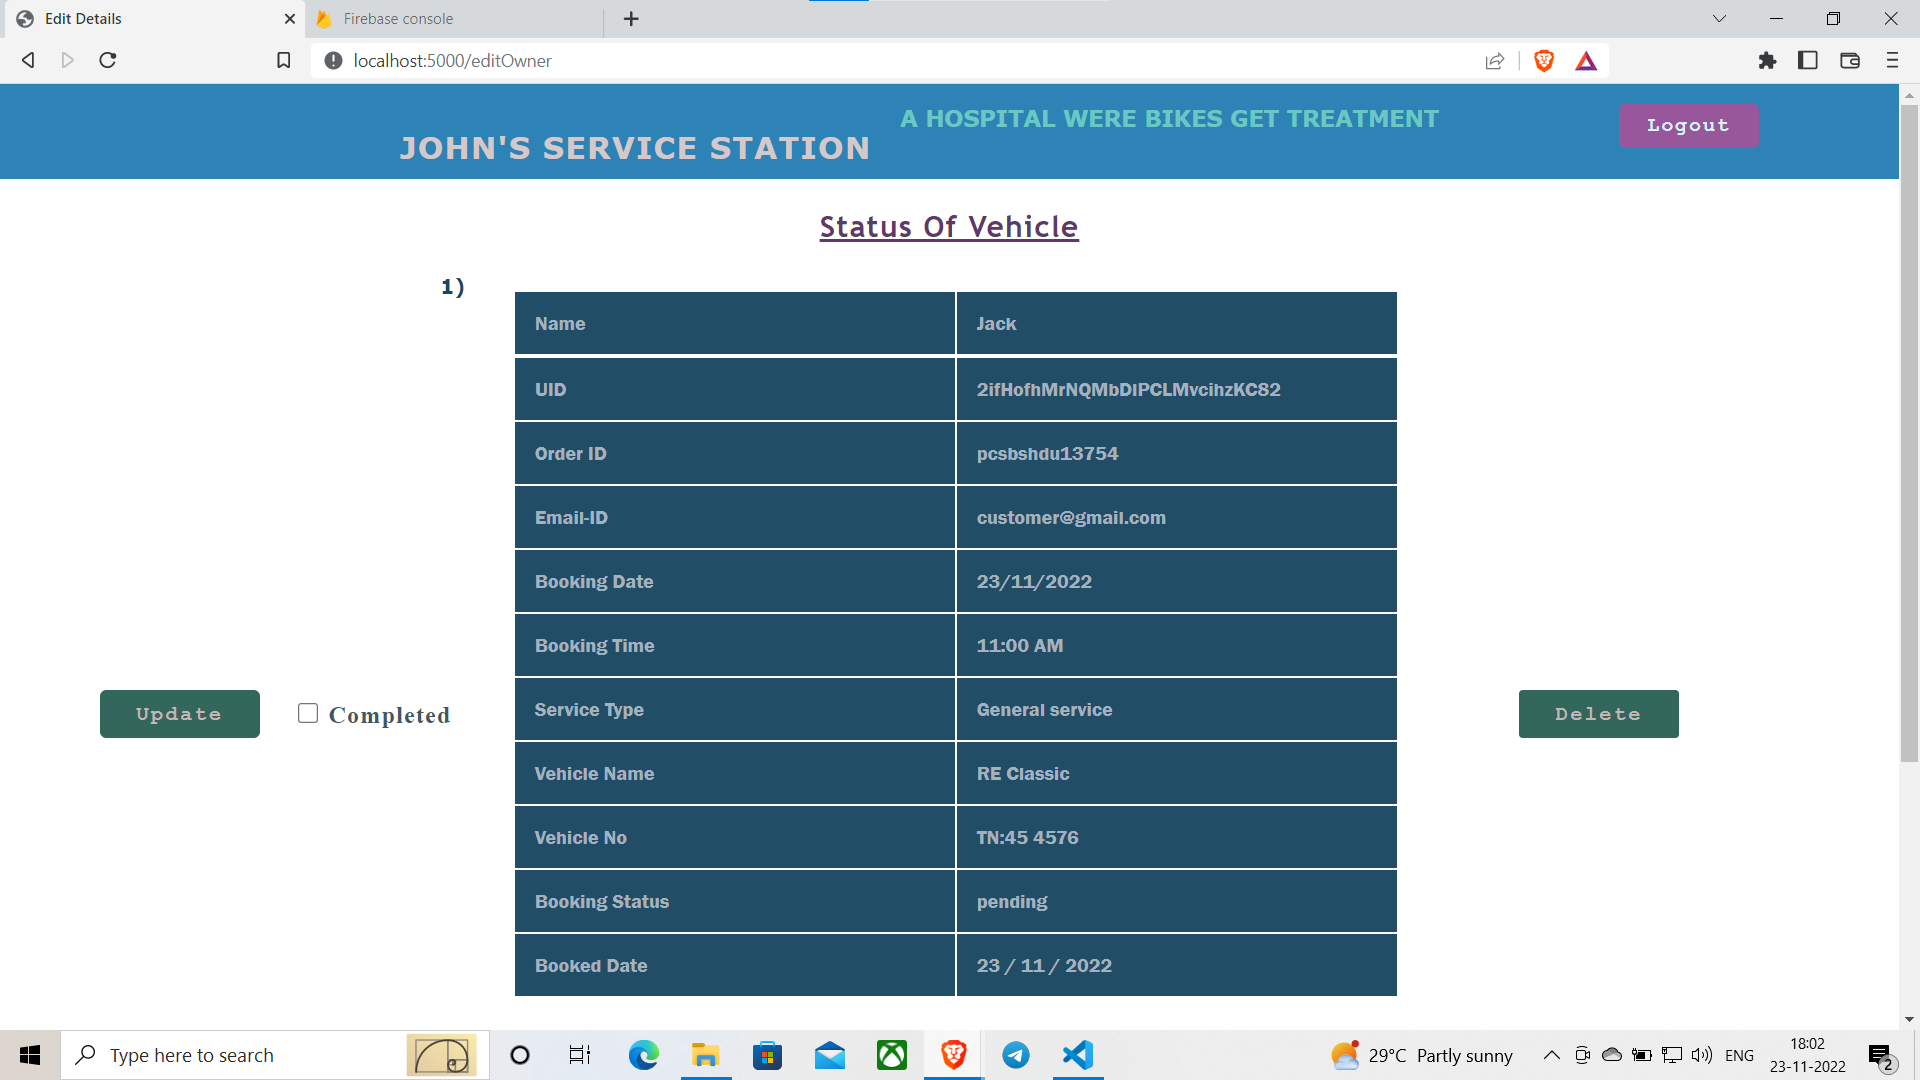 Edit Details
Firebase console
localhost:5000/editOwner
A HOSPITAL WERE BIKES GET TREATMENT
JOHN'S SERVICE STATION
Logout
Status Of Vehicle
1)
Name Jack
UID 2ifHofhMrNQMbDIPCLMvcihzKC82
Order ID pcsbshdu13754
Email-ID customer@gmail.com
Booking Date 23/11/2022
Booking Time 11:00 AM
Service Type General service
Vehicle Name RE Classic
Vehicle No TN:45 4576
Booking Status pending
Booked Date 23 / 11 / 2022
Update
Completed
Delete
Type here to search
29°C Partly sunny
ENG
18:02
23-11-2022
2